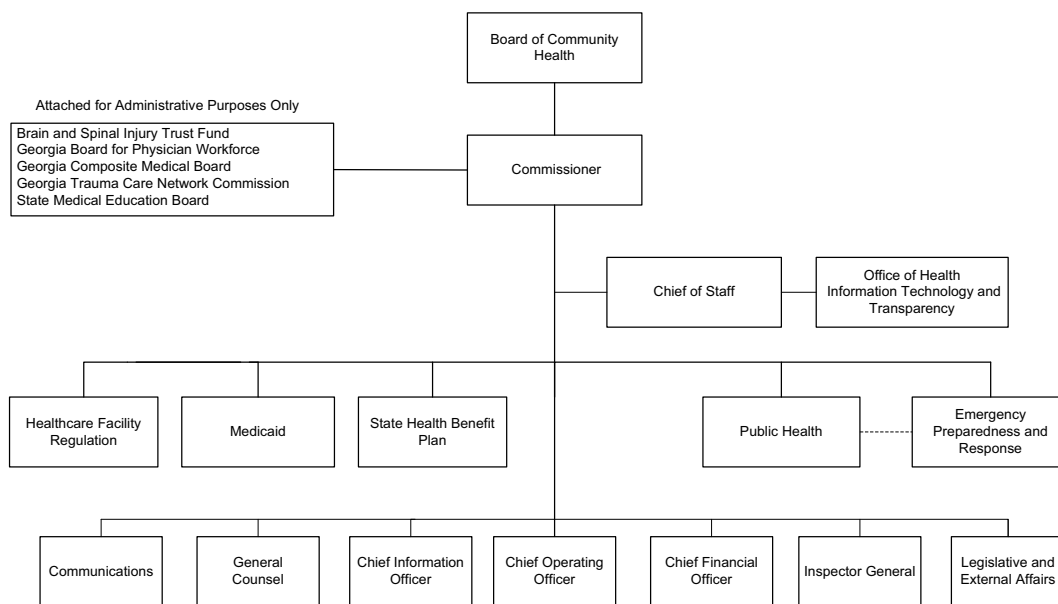 Board of Community
Health
Attached for Administrative Purposes Only
Brain and Spinal Injury Trust Fund
Georgia Board for Physician Workforce
Georgia Composite Medical Board
Georgia Trauma Care Network Commission
State Medical Education Board
Commissioner
Chief of Staff
Office of Health
Information Technology and
Transparency
Healthcare Facility
Regulation
Medicaid
State Health Benefit
Plan
Public Health
Emergency
Preparedness and
Response
Communications
General
Counsel
Chief Information
Officer
Chief Operating
Officer
Chief Financial
Officer
Inspector General
Legislative and
External Affairs